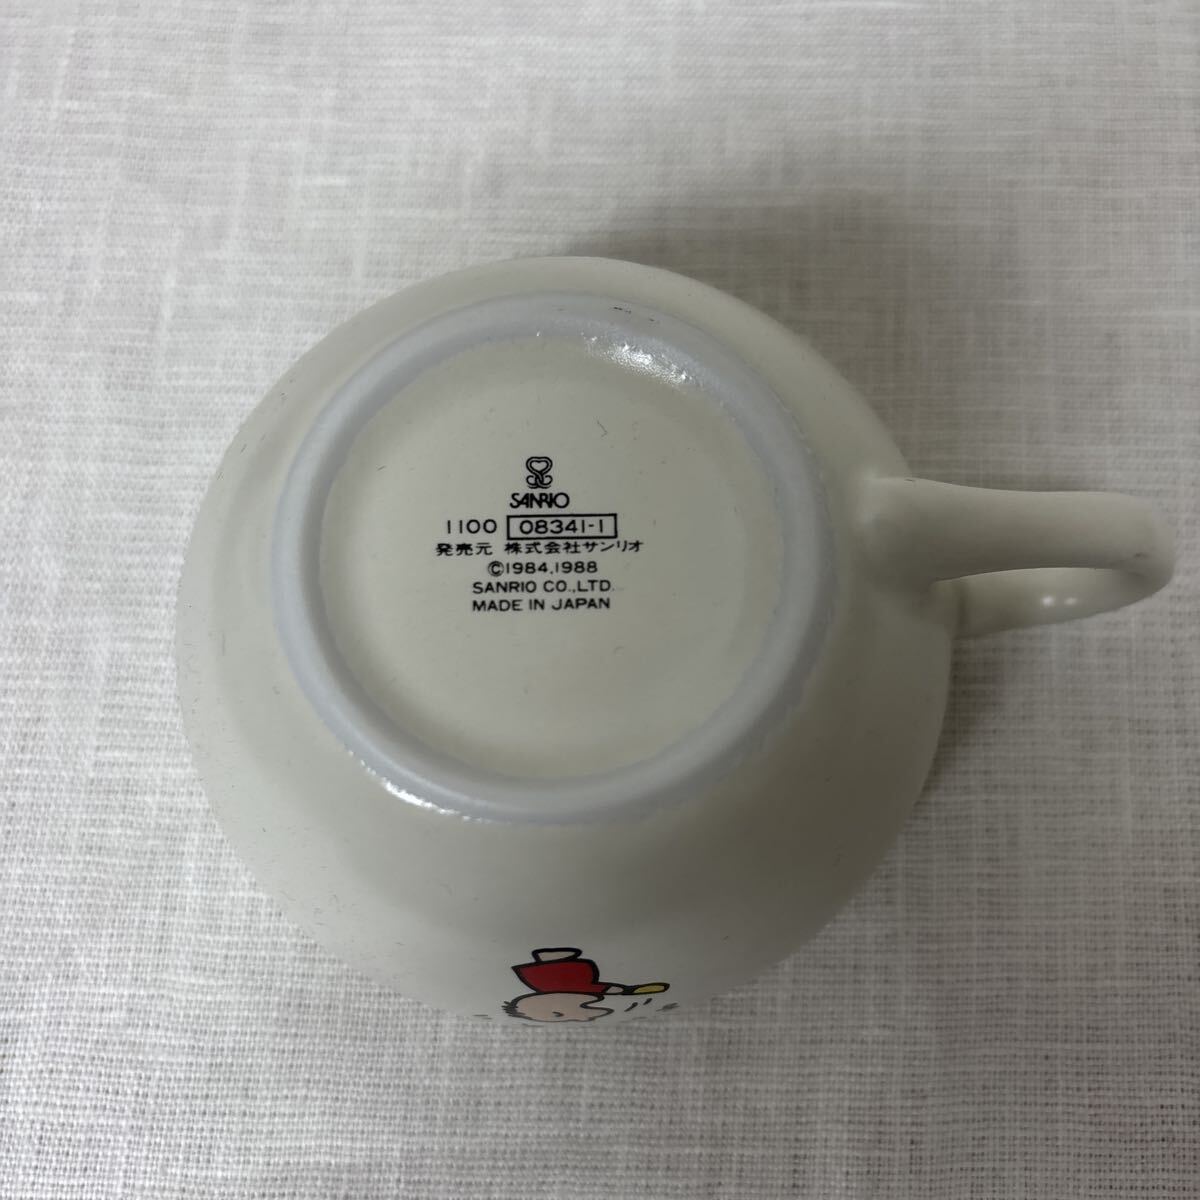 SANRIO
1100 08341-1
発売元 株式会社サンリオ
©1984,1988
SANRIO CO.,LTD.
MADE IN JAPAN